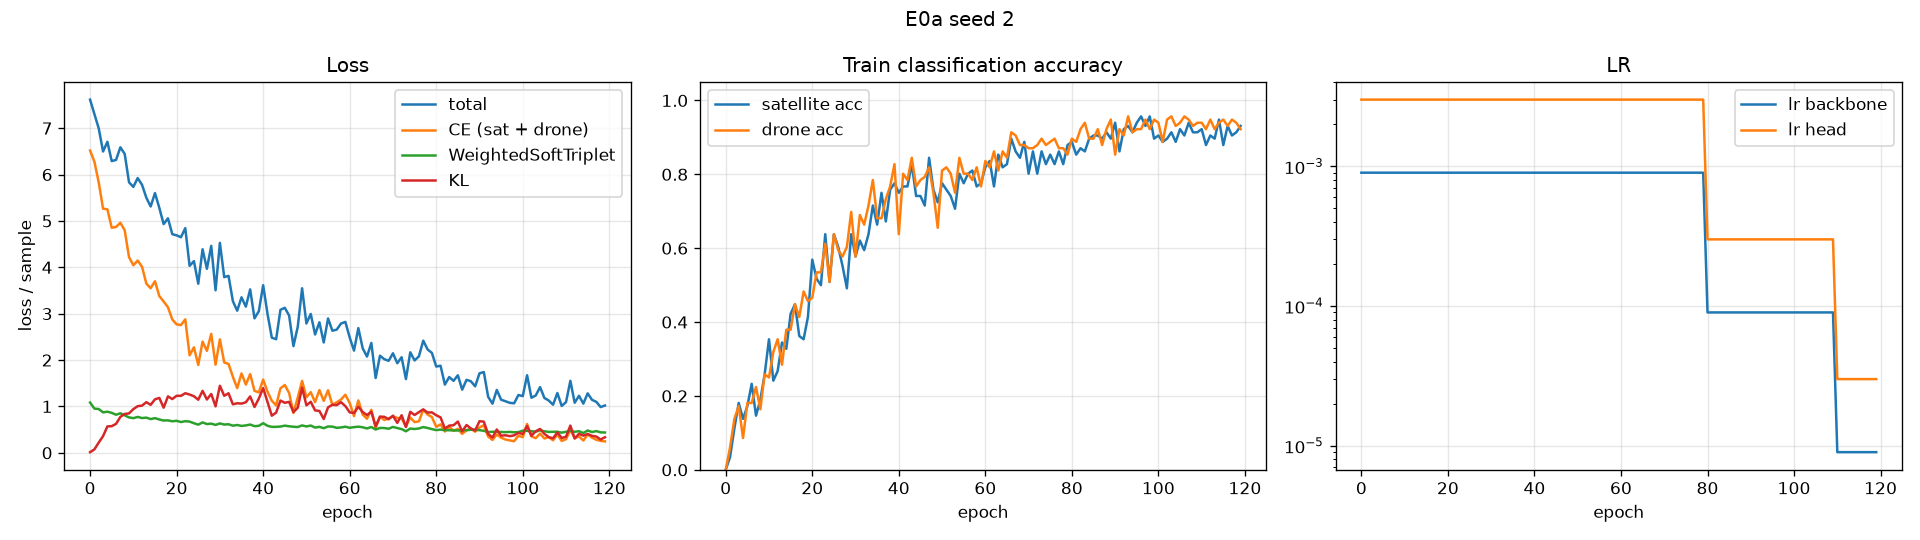 E0a seed 2
Loss
total
CE (sat + drone)
WeightedSoftTriplet
KL
loss / sample
7
6
5
4
3
2
1
0
0 20 40 60 80 100 120
epoch
Train classification accuracy
satellite acc
drone acc
1.0
0.8
0.6
0.4
0.2
0.0
0 20 40 60 80 100 120
epoch
LR
lr backbone
lr head
10⁻³
10⁻⁴
10⁻⁵
0 20 40 60 80 100 120
epoch